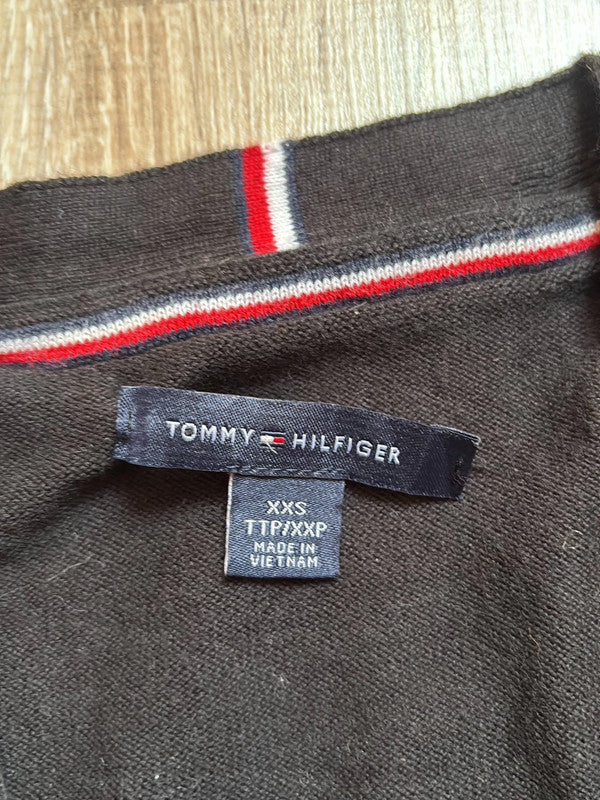 TOMMY HILFIGER
XXS
TTP/XXP
MADE IN
VIETNAM